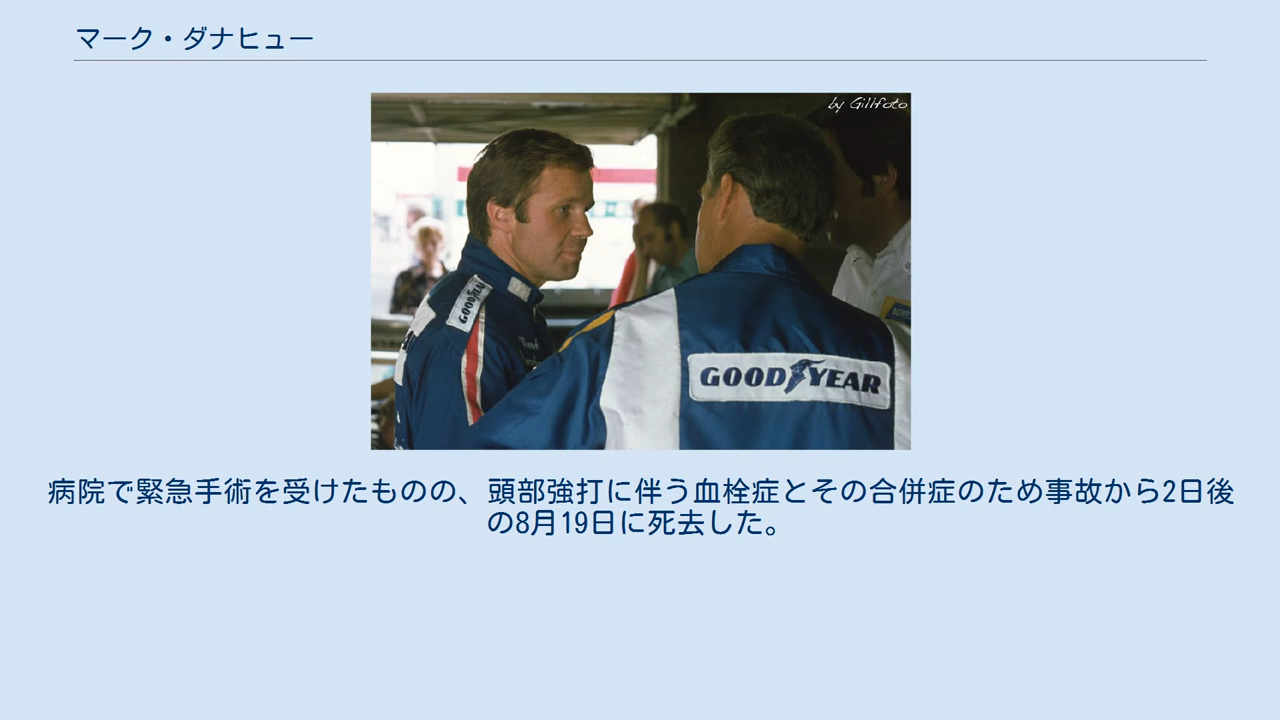 マーク・ダナヒュー
by Gillfoto
GOODYEAR
GOODYEAR
病院で緊急手術を受けたものの、頭部強打に伴う血栓症とその合併症のため事故から2日後
の8月19日に死去した。